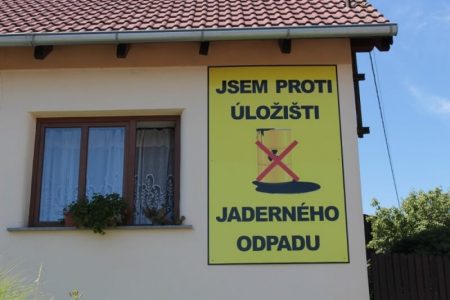 JSEM PROTI
ÚLOŽIŠTI
JADERNÉHO
ODPADU